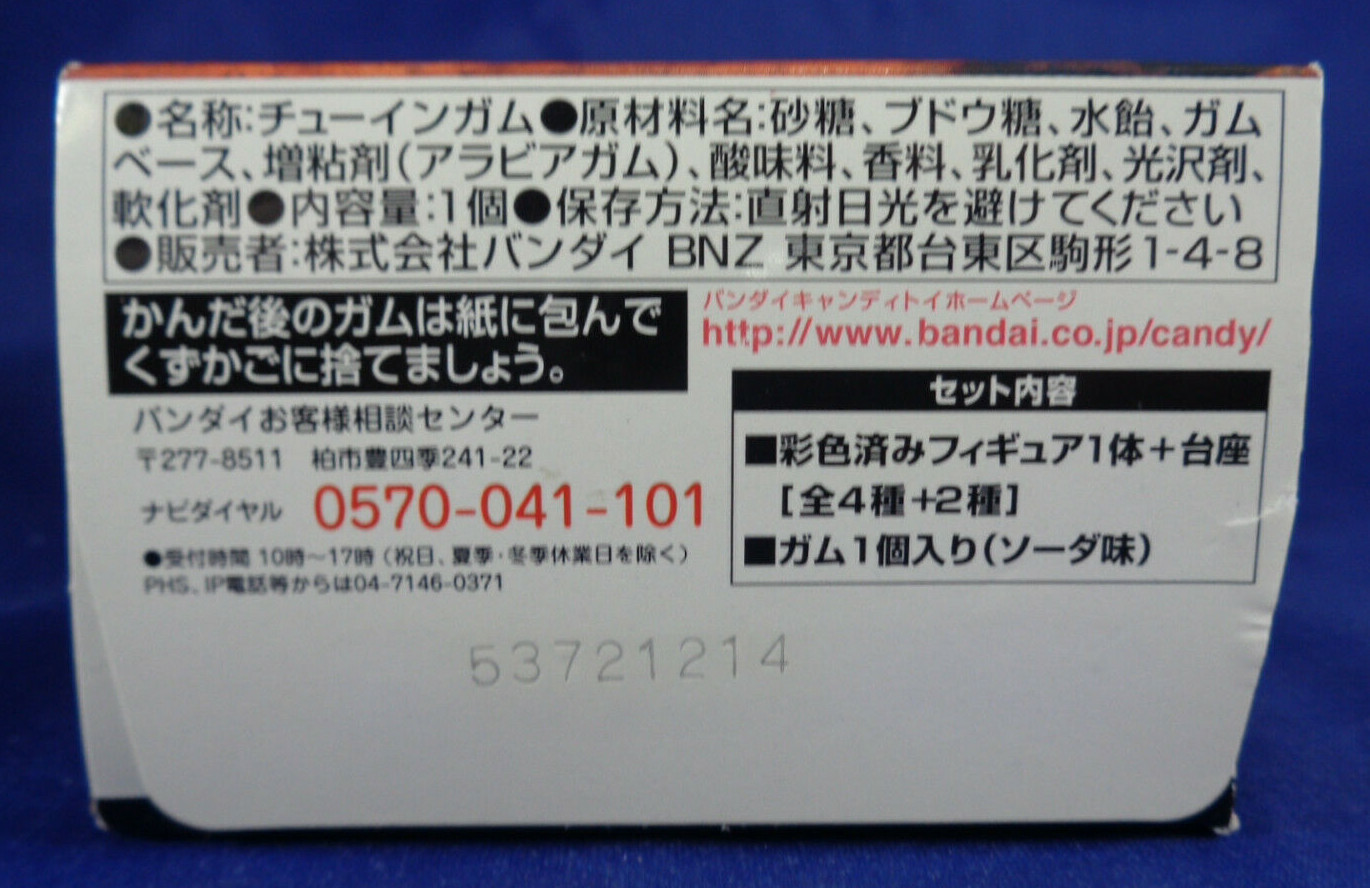 ●名称:チューインガム●原材料名:砂糖、ブドウ糖、水飴、ガム
ベース、増粘剤(アラビアガム)、酸味料、香料、乳化剤、光沢剤、
軟化剤●内容量:1個●保存方法:直射日光を避けてください
●販売者:株式会社バンダイ BNZ 東京都台東区駒形1-4-8
かんだ後のガムは紙に包んで
くずかごに捨てましょう。
バンダイキャンディトイホームページ
http://www.bandai.co.jp/candy/
バンダイお客様相談センター
〒277-8511 柏市豊四季241-22
ナビダイヤル 0570-041-101
●受付時間 10時~17時(祝日、夏季・冬季休業日を除く)
PHS、IP電話等からは04-7146-0371
セット内容
■彩色済みフィギュア1体+台座
[全4種+2種]
■ガム1個入り(ソーダ味)
53721214